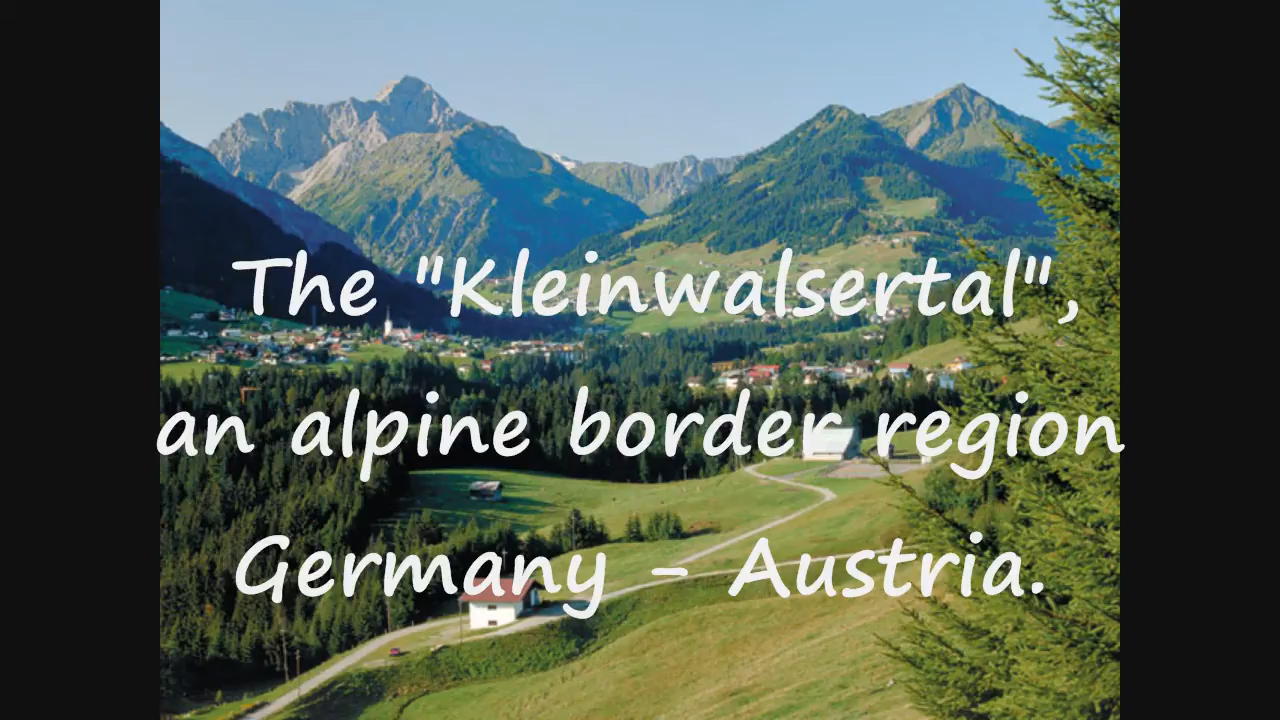 The "Kleinwalsertal",
an alpine border region
Germany - Austria.